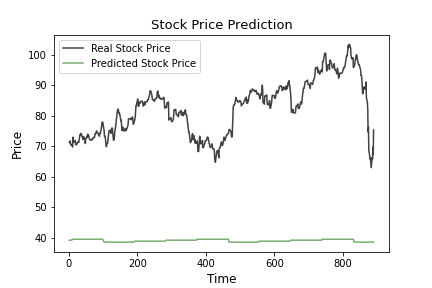 Stock Price Prediction
Real Stock Price
Predicted Stock Price
Price
100
90
80
70
60
50
40
0 200 400 600 800
Time